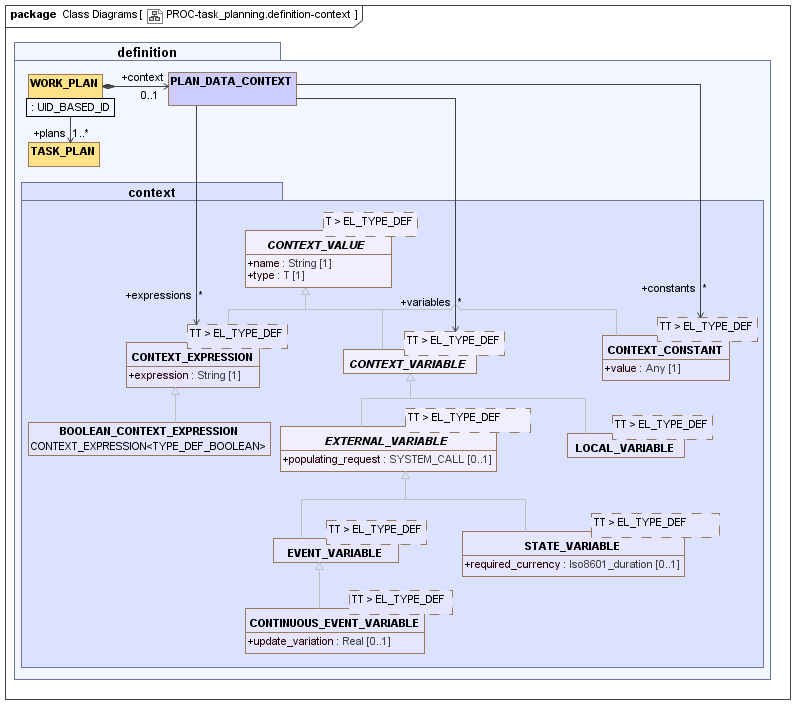 package Class Diagrams [ PROC-task_planning.definition-context ]
definition
WORK_PLAN
+context
0..1
PLAN_DATA_CONTEXT
: UID_BASED_ID
+plans 1..*
TASK_PLAN
context
T > EL_TYPE_DEF
CONTEXT_VALUE
+name : String [1]
+type : T [1]
+expressions *
+variables *
+constants *
TT > EL_TYPE_DEF
CONTEXT_EXPRESSION
+expression : String [1]
TT > EL_TYPE_DEF
CONTEXT_VARIABLE
TT > EL_TYPE_DEF
CONTEXT_CONSTANT
+value : Any [1]
BOOLEAN_CONTEXT_EXPRESSION
CONTEXT_EXPRESSION<TYPE_DEF_BOOLEAN>
TT > EL_TYPE_DEF
EXTERNAL_VARIABLE
+populating_request : SYSTEM_CALL [0..1]
TT > EL_TYPE_DEF
LOCAL_VARIABLE
TT > EL_TYPE_DEF
EVENT_VARIABLE
TT > EL_TYPE_DEF
STATE_VARIABLE
+required_currency : Iso8601_duration [0..1]
TT > EL_TYPE_DEF
CONTINUOUS_EVENT_VARIABLE
+update_variation : Real [0..1]